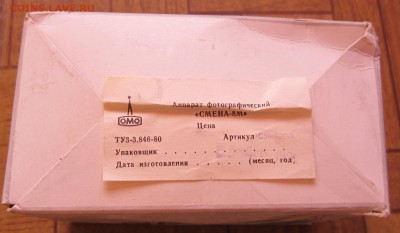 COINS.LAVE.RU
Аппарат фотографический
«СМЕНА-8М»
Цена
ЛОМО
ТУ3-3.846-80 Артикул
Упаковщик . . . . . . . . . . . . . .
Дата изготовления . . . . . . (месяц, год)